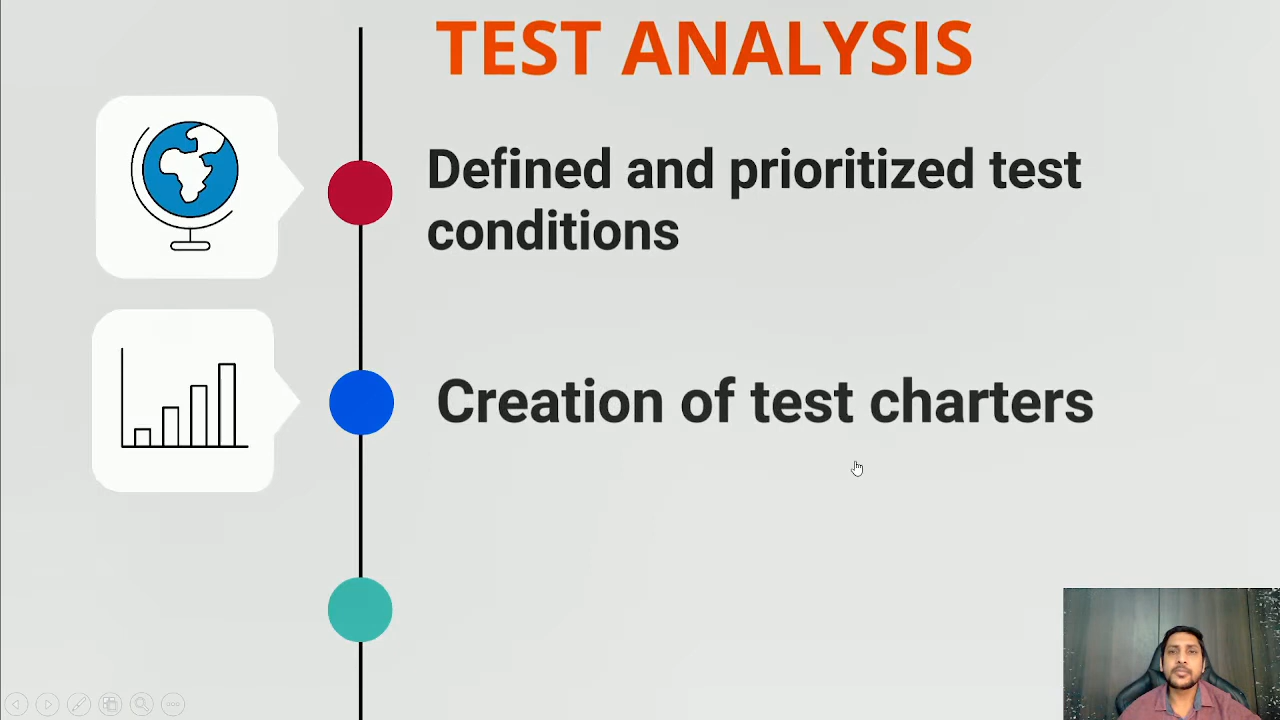 TEST ANALYSIS
Defined and prioritized test
conditions
Creation of test charters